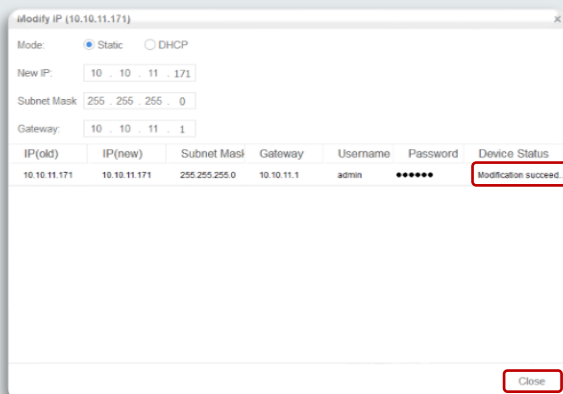 Modify IP (10.10.11.171) ×
Mode: Static DHCP
New IP: 10 . 10 . 11 . 171
Subnet Mask 255 . 255 . 255 . 0
Gateway: 10 . 10 . 11 . 1
IP(old) IP(new) Subnet Mask Gateway Username Password Device Status
10.10.11.171 10.10.11.171 255.255.255.0 10.10.11.1 admin ●●●●●● Modification succeed..
Close